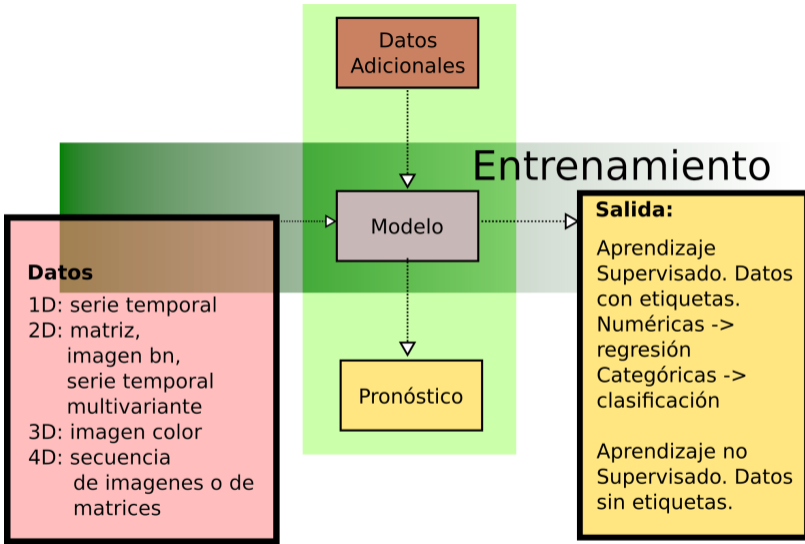 Datos
Adicionales
Entrenamiento
Modelo
Pronóstico
Datos
1D: serie temporal
2D: matriz,
imagen bn,
serie temporal
multivariante
3D: imagen color
4D: secuencia
de imagenes o de
matrices
Salida:
Aprendizaje
Supervisado. Datos
con etiquetas.
Numéricas ->
regresión
Categóricas ->
clasificación
Aprendizaje no
Supervisado. Datos
sin etiquetas.